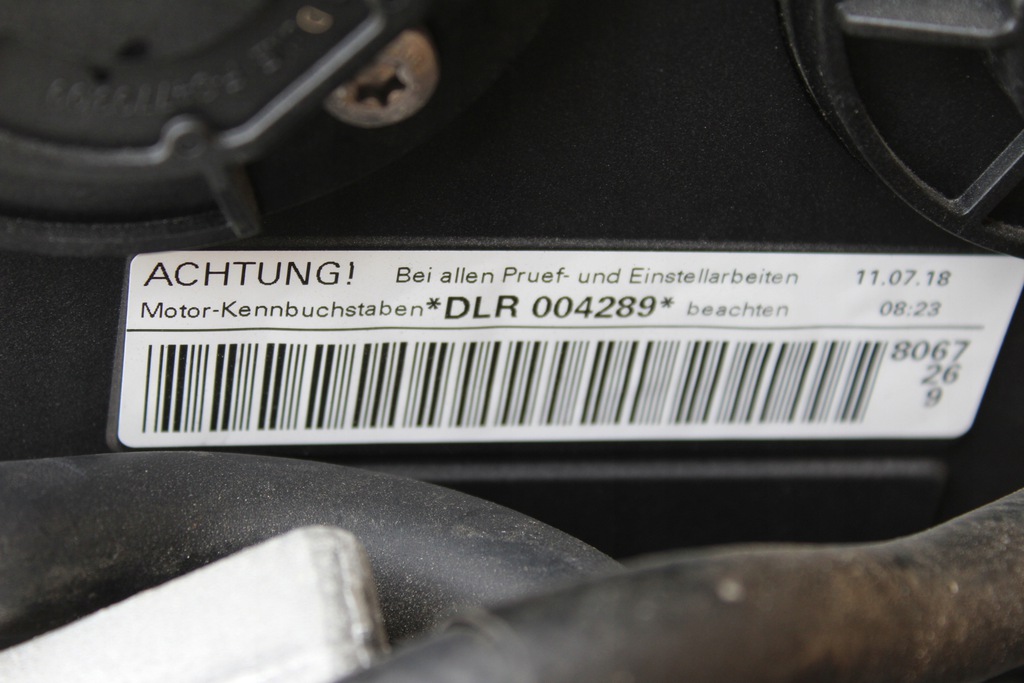 ACHTUNG! Bei allen Pruef- und Einstellarbeiten 11.07.18
Motor-Kennbuchstaben *DLR 004289* beachten 08:23
8067
26
9